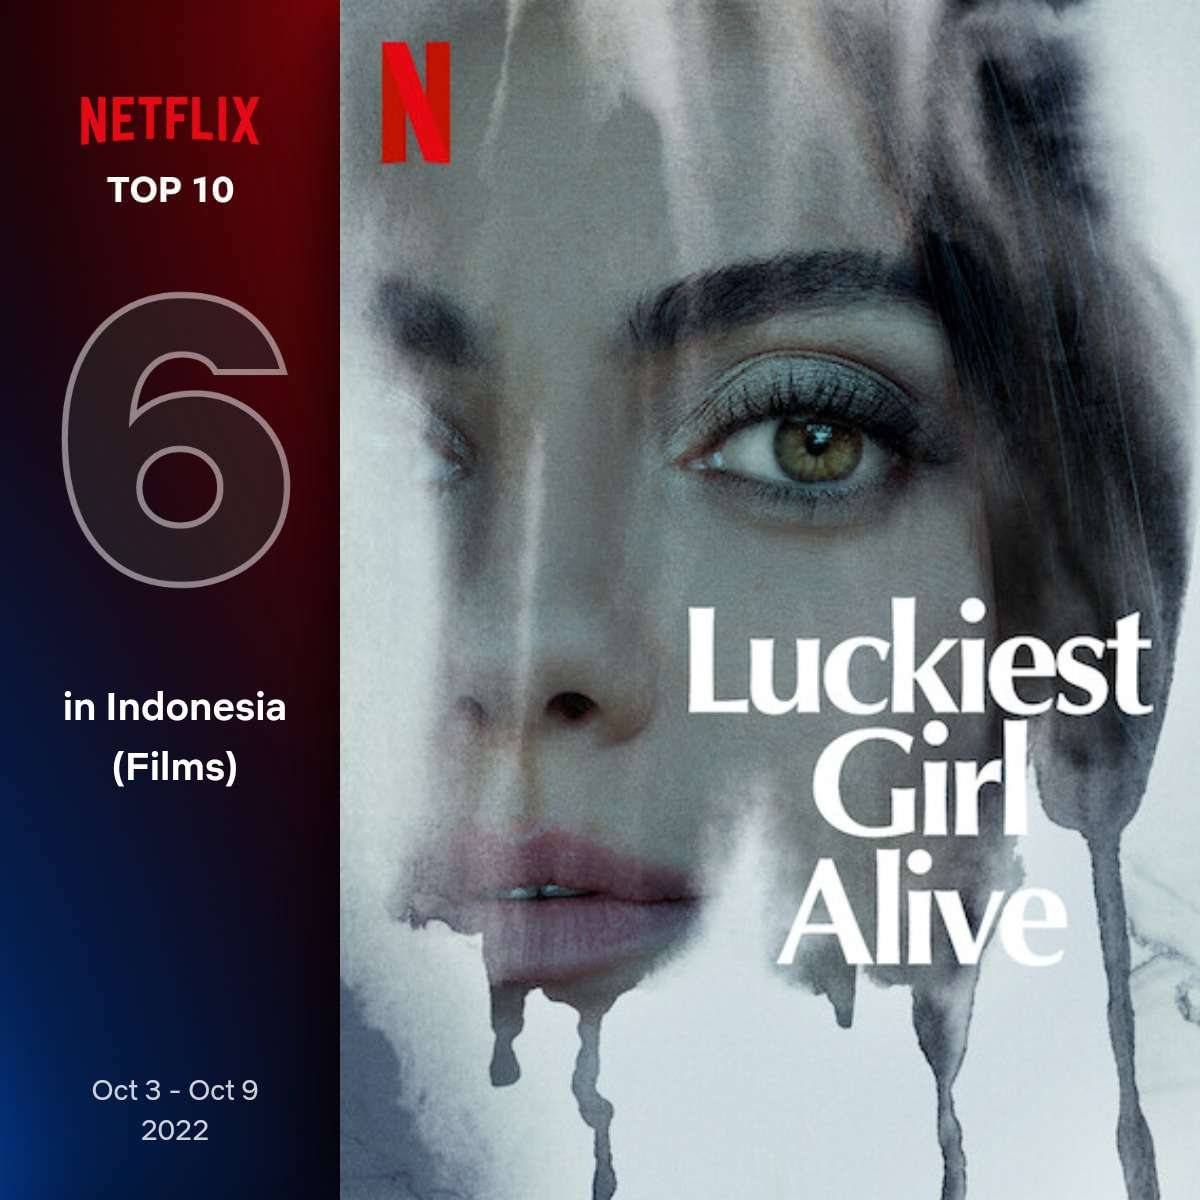 NETFLIX
TOP 10
6
in Indonesia
(Films)
Oct 3 - Oct 9
2022
N
Luckiest
Girl
Alive